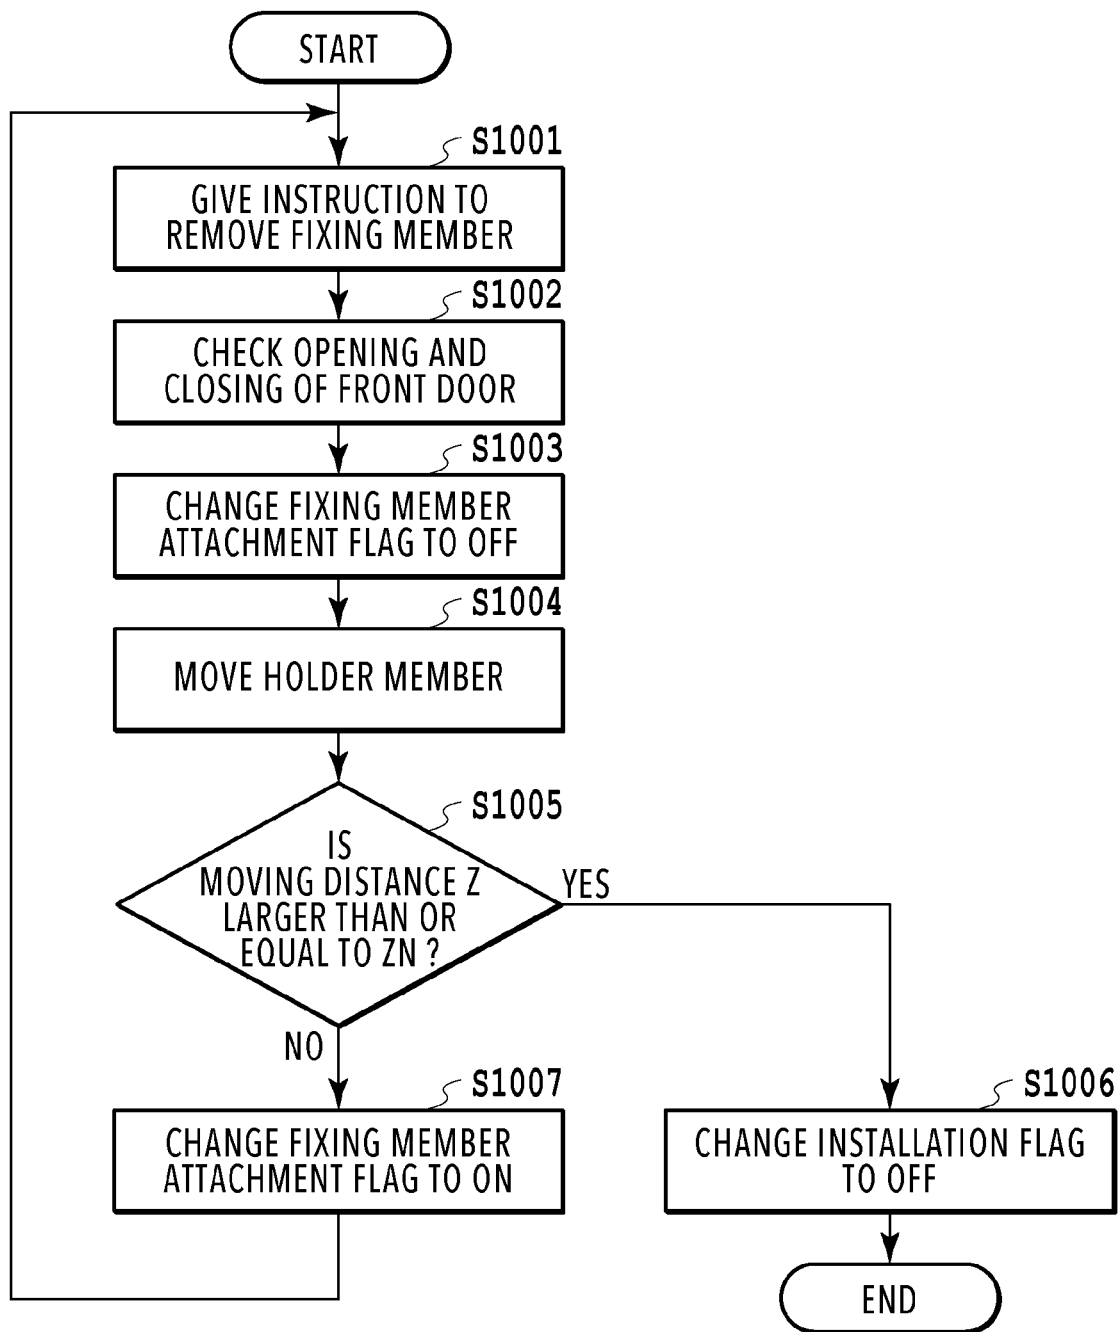 START
S1001
GIVE INSTRUCTION TO
REMOVE FIXING MEMBER
S1002
CHECK OPENING AND
CLOSING OF FRONT DOOR
S1003
CHANGE FIXING MEMBER
ATTACHMENT FLAG TO OFF
S1004
MOVE HOLDER MEMBER
S1005
IS
MOVING DISTANCE Z
LARGER THAN OR
EQUAL TO ZN ?
YES
NO
S1007
CHANGE FIXING MEMBER
ATTACHMENT FLAG TO ON
S1006
CHANGE INSTALLATION FLAG
TO OFF
END